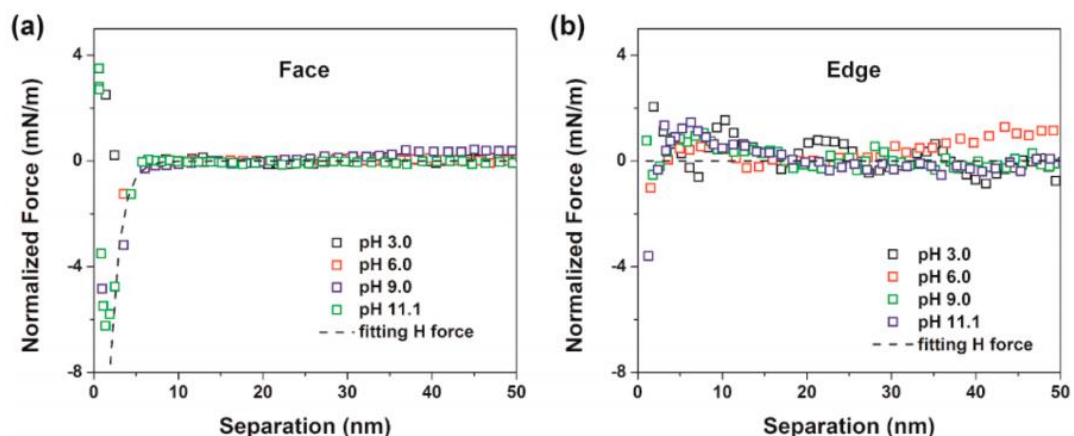 (a)
Face
4
0
-4
-8
Normalized Force (mN/m)
pH 3.0
pH 6.0
pH 9.0
pH 11.1
fitting H force
0 10 20 30 40 50
Separation (nm)
(b)
Edge
4
0
-4
-8
Normalized Force (mN/m)
pH 3.0
pH 6.0
pH 9.0
pH 11.1
fitting H force
0 10 20 30 40 50
Separation (nm)